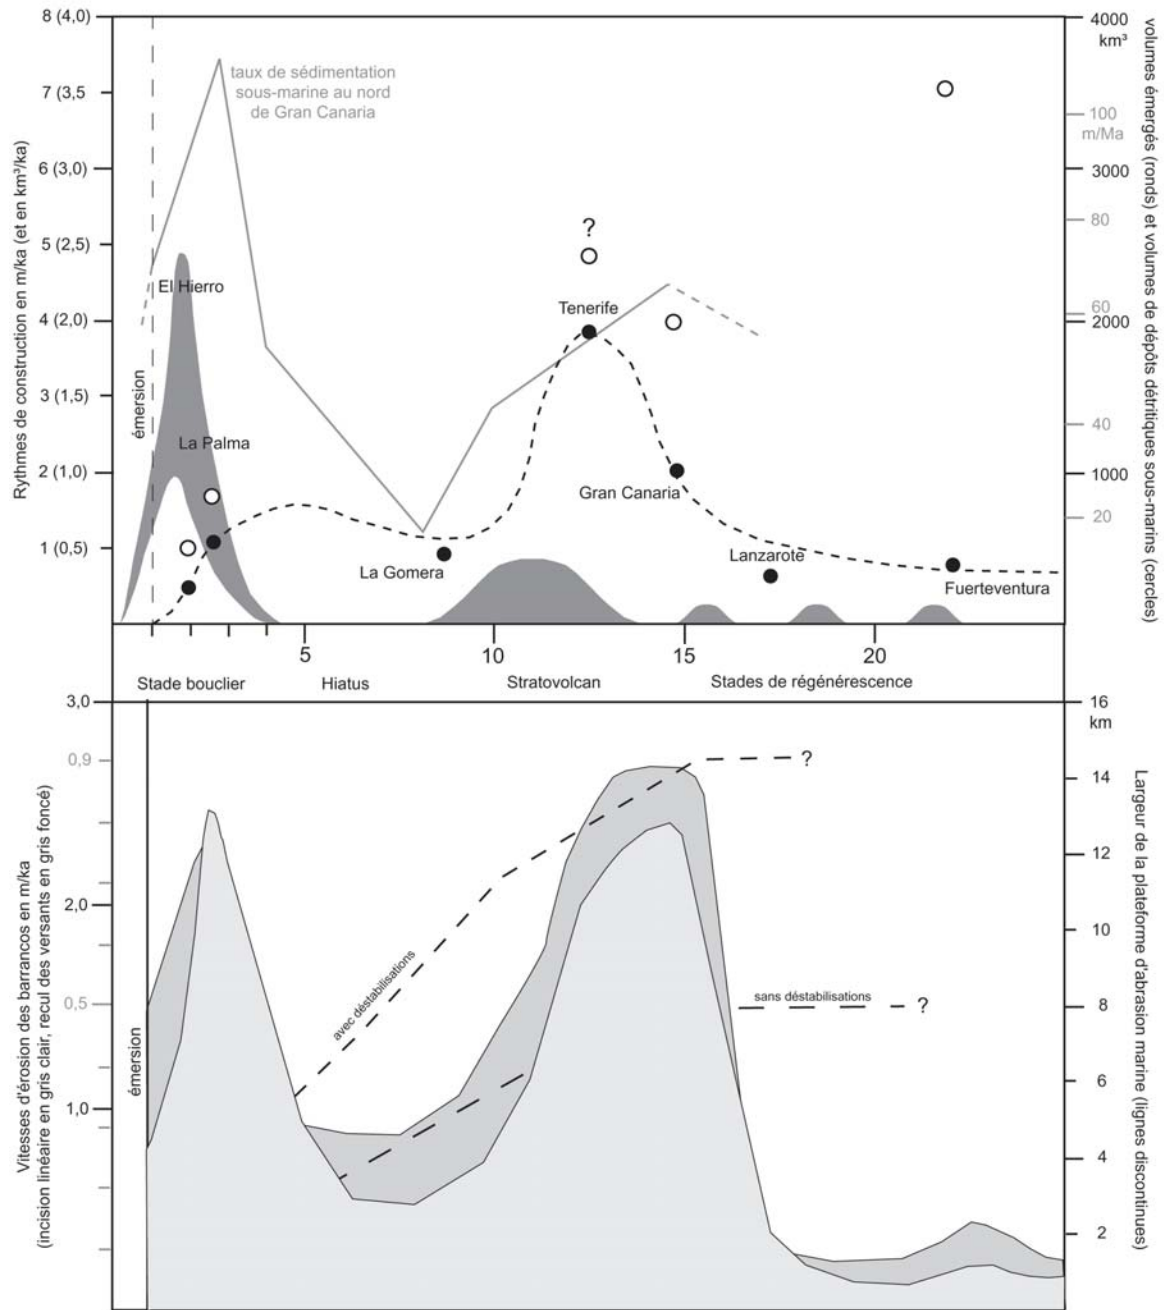 8 (4,0)
7 (3,5
6 (3,0)
5 (2,5)
4 (2,0)
3 (1,5)
2 (1,0)
1 (0,5)
Rythmes de construction en m/ka (et en km³/ka)
émersion
taux de sédimentation
sous-marine au nord
de Gran Canaria
El Hierro
La Palma
La Gomera
?
Tenerife
Gran Canaria
Lanzarote
Fuerteventura
4000
km³
100
m/Ma
3000
80
60
2000
40
1000
20
volumes émergés (ronds) et volumes de dépôts détritiques sous-marins (cercles)
5
10
15
20
Stade bouclier
Hiatus
Stratovolcan
Stades de régénérescence
3,0
0,9
2,0
0,5
1,0
Vitesses d'érosion des barrancos en m/ka
(incision linéaire en gris clair, recul des versants en gris foncé)
émersion
avec déstabilisations
?
sans déstabilisations
?
16
km
14
12
10
8
6
4
2
Largeur de la plateforme d'abrasion marine (lignes discontinues)